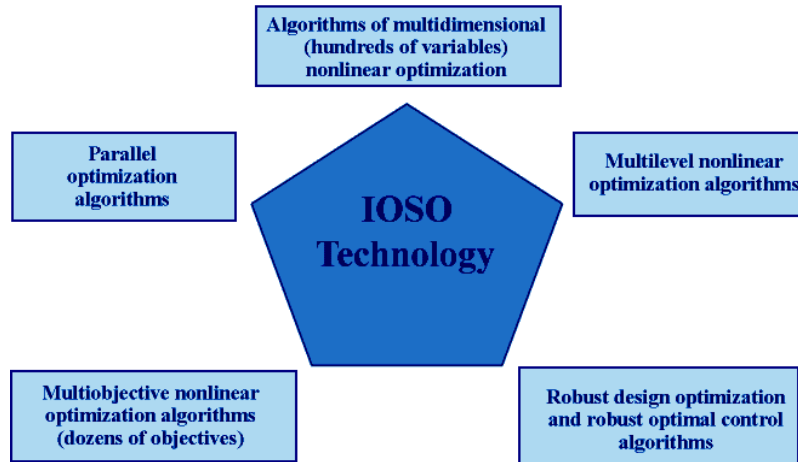 Algorithms of multidimensional
(hundreds of variables)
nonlinear optimization
Parallel
optimization
algorithms
Multilevel nonlinear
optimization algorithms
IOSO
Technology
Multiobjective nonlinear
optimization algorithms
(dozens of objectives)
Robust design optimization
and robust optimal control
algorithms